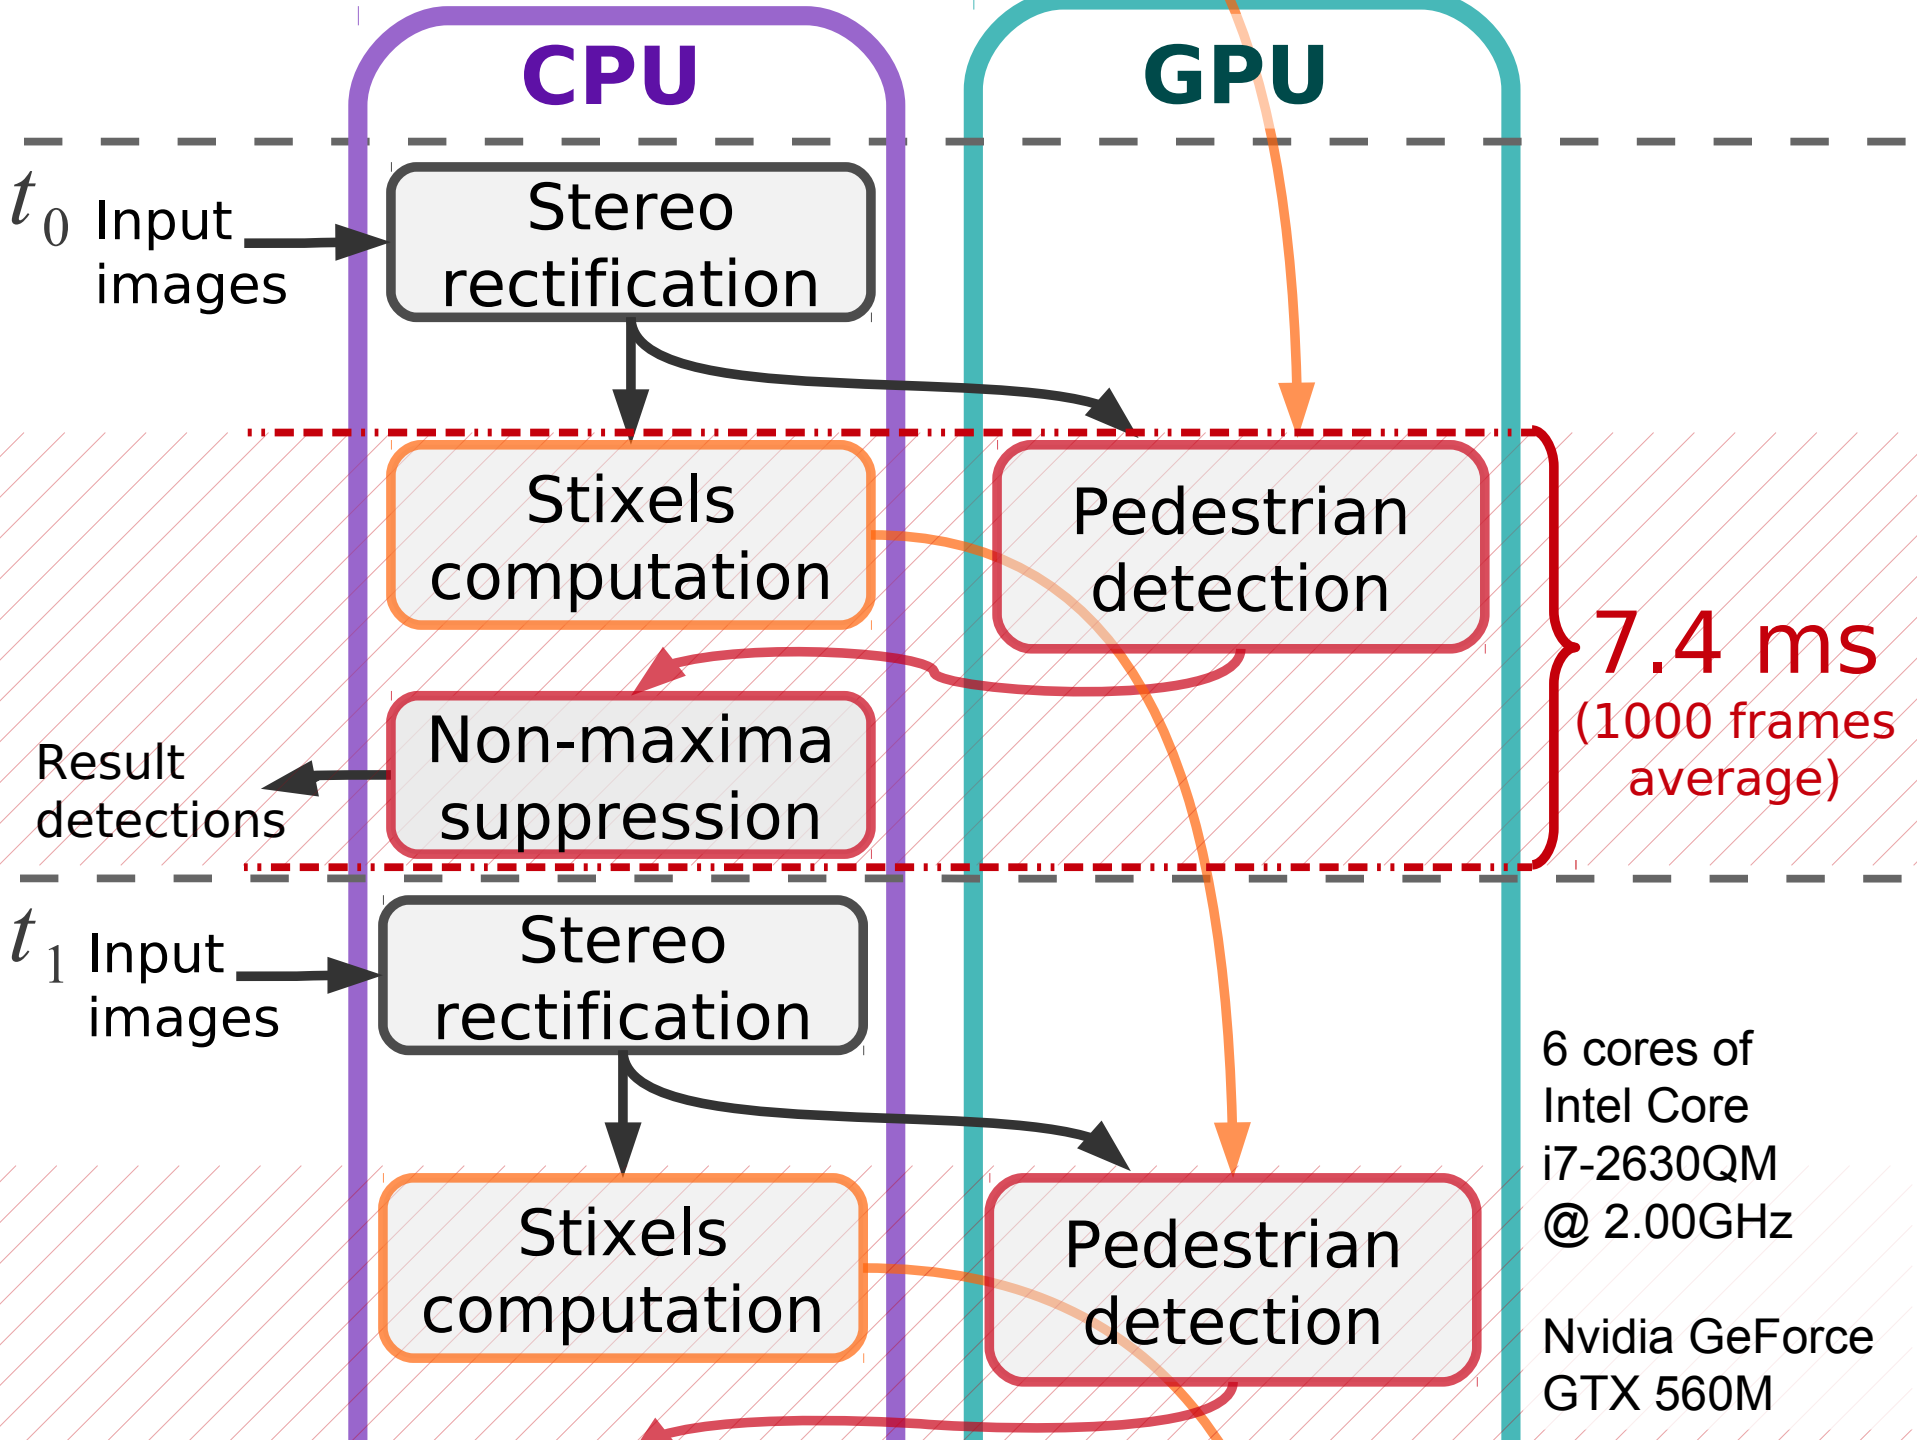 CPU
GPU
t0
Input
images
Stereo
rectification
Stixels
computation
Pedestrian
detection
7.4 ms
(1000 frames
average)
Non-maxima
suppression
Result
detections
t1
Input
images
Stereo
rectification
6 cores of
Intel Core
i7-2630QM
@ 2.00GHz
Stixels
computation
Pedestrian
detection
Nvidia GeForce
GTX 560M